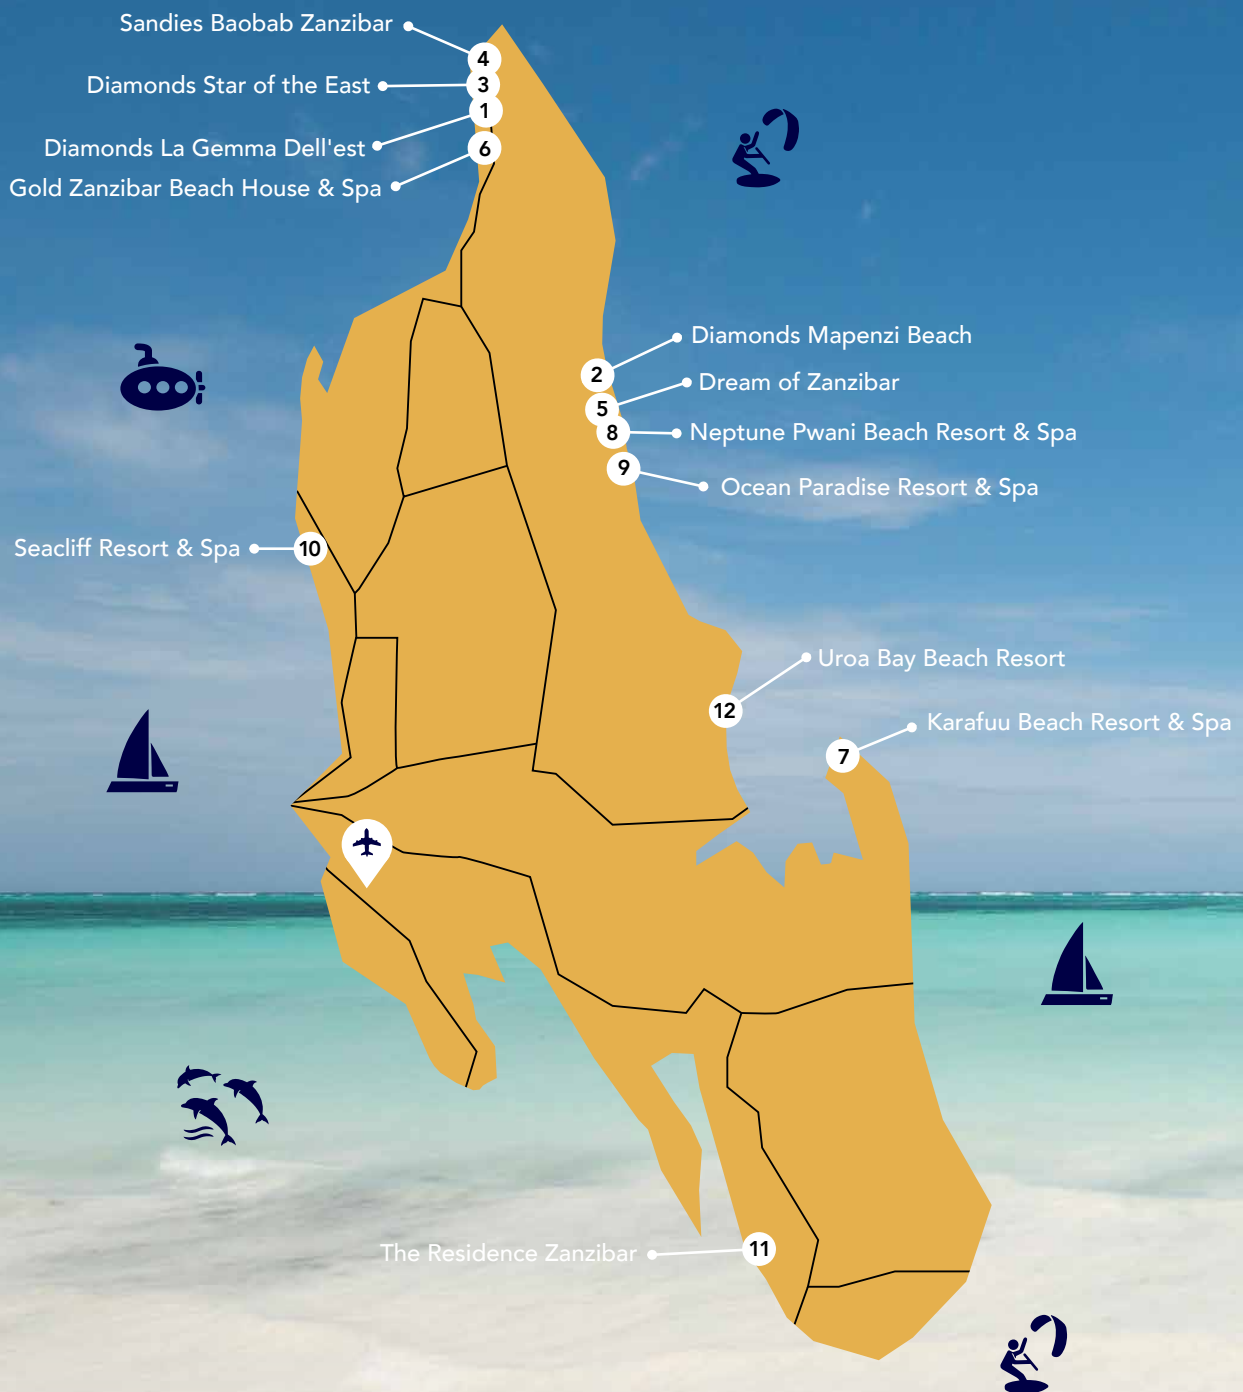 Sandies Baobab Zanzibar
4
Diamonds Star of the East
3
1
Diamonds La Gemma Dell'est
6
Gold Zanzibar Beach House & Spa
Diamonds Mapenzi Beach
2
Dream of Zanzibar
5
8
Neptune Pwani Beach Resort & Spa
9
Ocean Paradise Resort & Spa
Seacliff Resort & Spa
10
Uroa Bay Beach Resort
12
Karafuu Beach Resort & Spa
7
The Residence Zanzibar
11